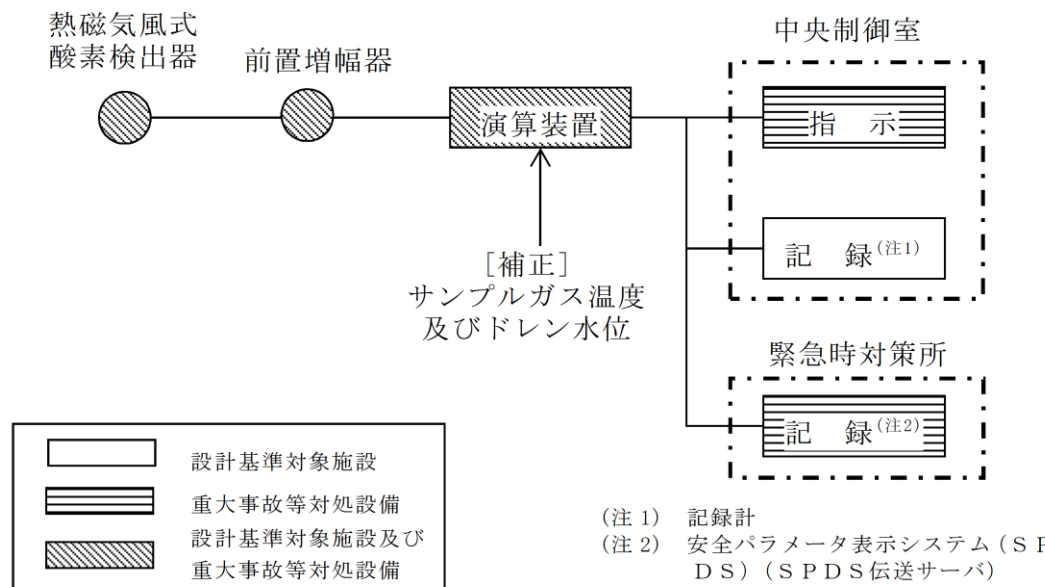 熱磁気風式
酸素検出器
前置増幅器
演算装置
[補正]
サンプルガス温度
及びドレン水位
中央制御室
指 示
記 録(注1)
緊急時対策所
記 録(注2)
設計基準対象施設
重大事故等対処設備
設計基準対象施設及び
重大事故等対処設備
(注 1) 記録計
(注 2) 安全パラメータ表示システム(SP
DS)(SPDS伝送サーバ)